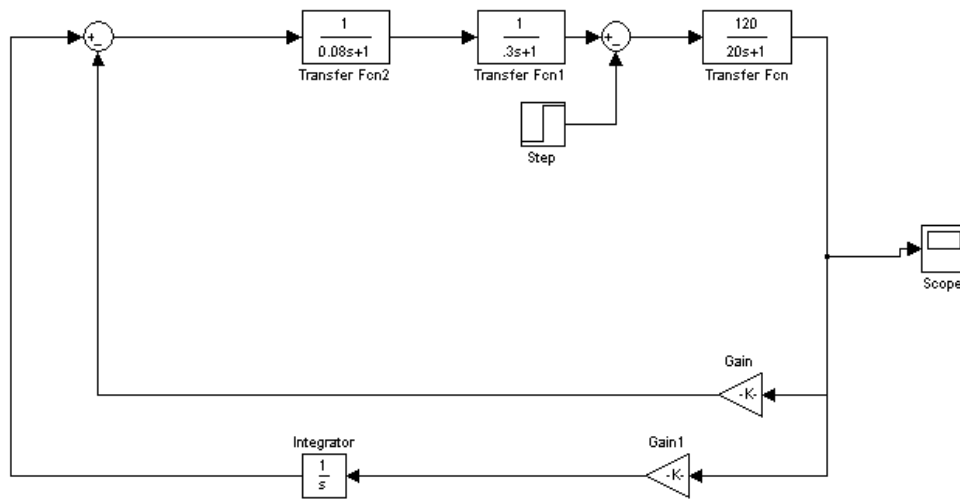 +
-
1
0.08s+1
Transfer Fcn2
1
.3s+1
Transfer Fcn1
+
-
120
20s+1
Transfer Fcn
Step
Scope
Gain
-K-
Integrator
1
s
Gain1
-K-